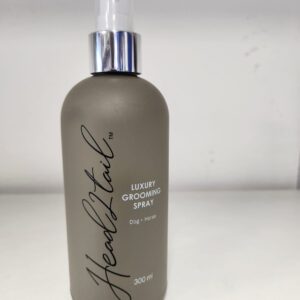 Head2tail™
LUXURY
GROOMING
SPRAY
Dog • Horse
300 ml